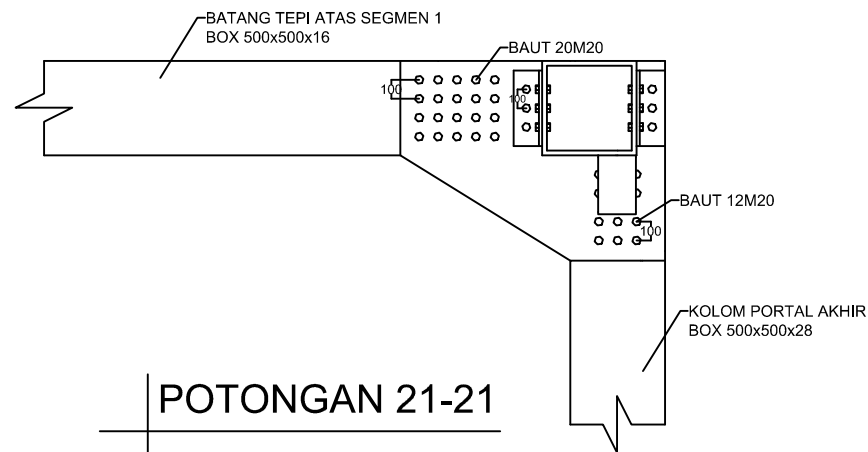 BATANG TEPI ATAS SEGMEN 1
BOX 500x500x16
BAUT 20M20
100
100
BAUT 12M20
100
KOLOM PORTAL AKHIR
BOX 500x500x28
POTONGAN 21-21